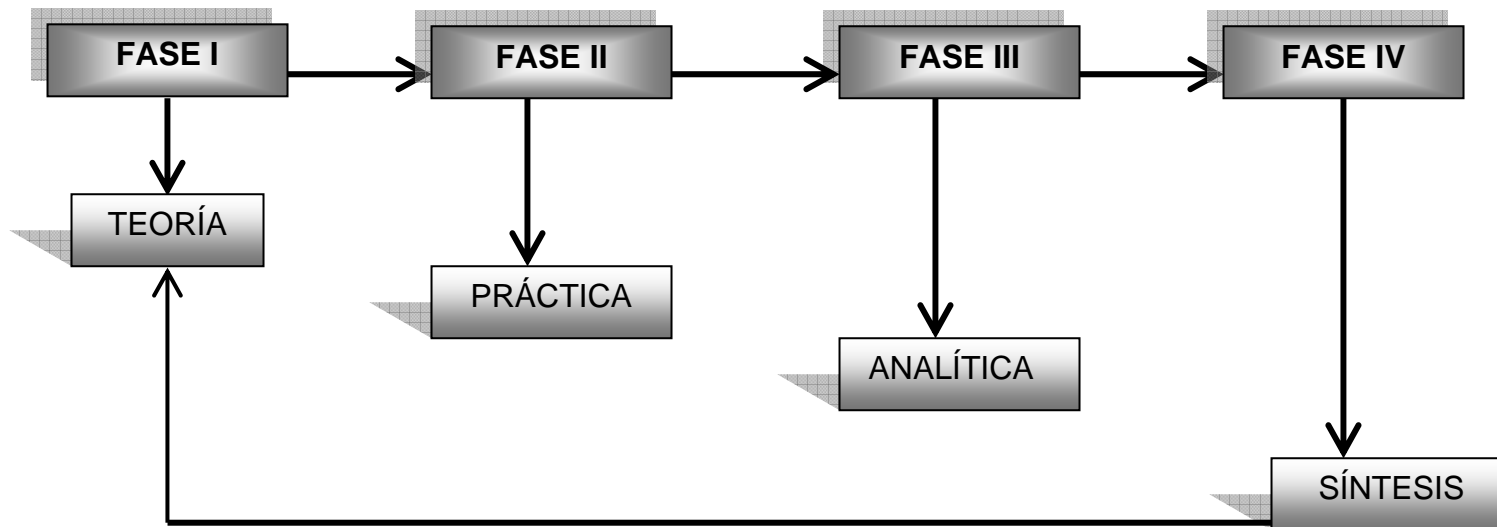 FASE I
FASE II
FASE III
FASE IV
TEORÍA
PRÁCTICA
ANALÍTICA
SÍNTESIS